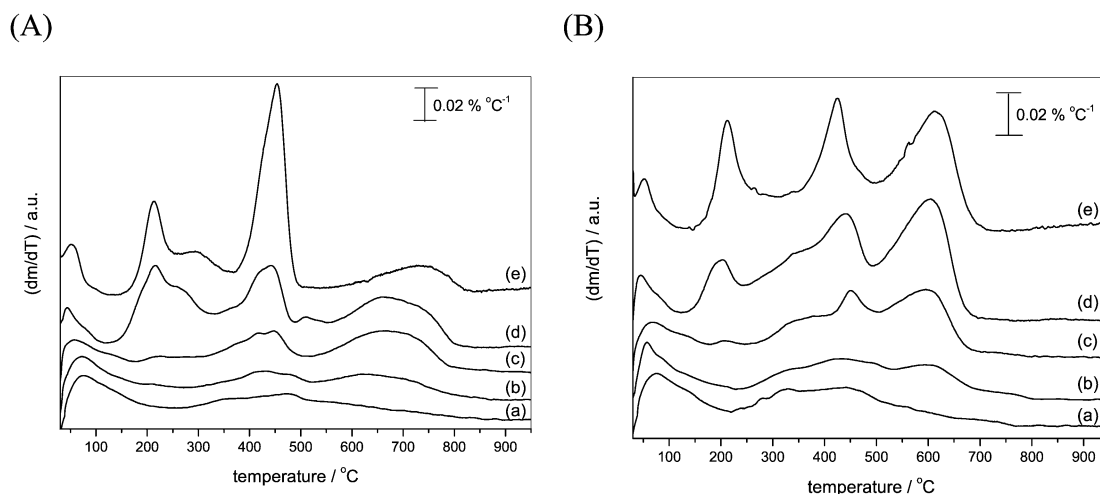 (A)
0.02 % °C⁻¹
(dm/dT) / a.u.
(e)
(d)
(c)
(b)
(a)
100 200 300 400 500 600 700 800 900
temperature / °C
(B)
0.02 % °C⁻¹
(dm/dT) / a.u.
(e)
(d)
(c)
(b)
(a)
100 200 300 400 500 600 700 800 900
temperature / °C